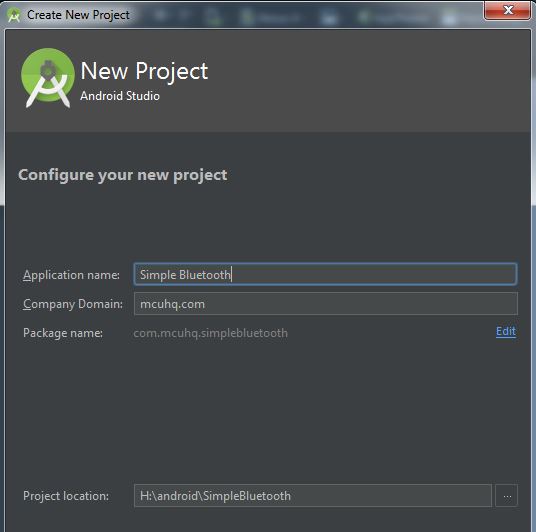 Create New Project
New Project
Android Studio
Configure your new project
Application name: Simple Bluetooth
Company Domain: mcuhq.com
Package name: com.mcuhq.simplebluetooth Edit
Project location: H:\android\SimpleBluetooth ...